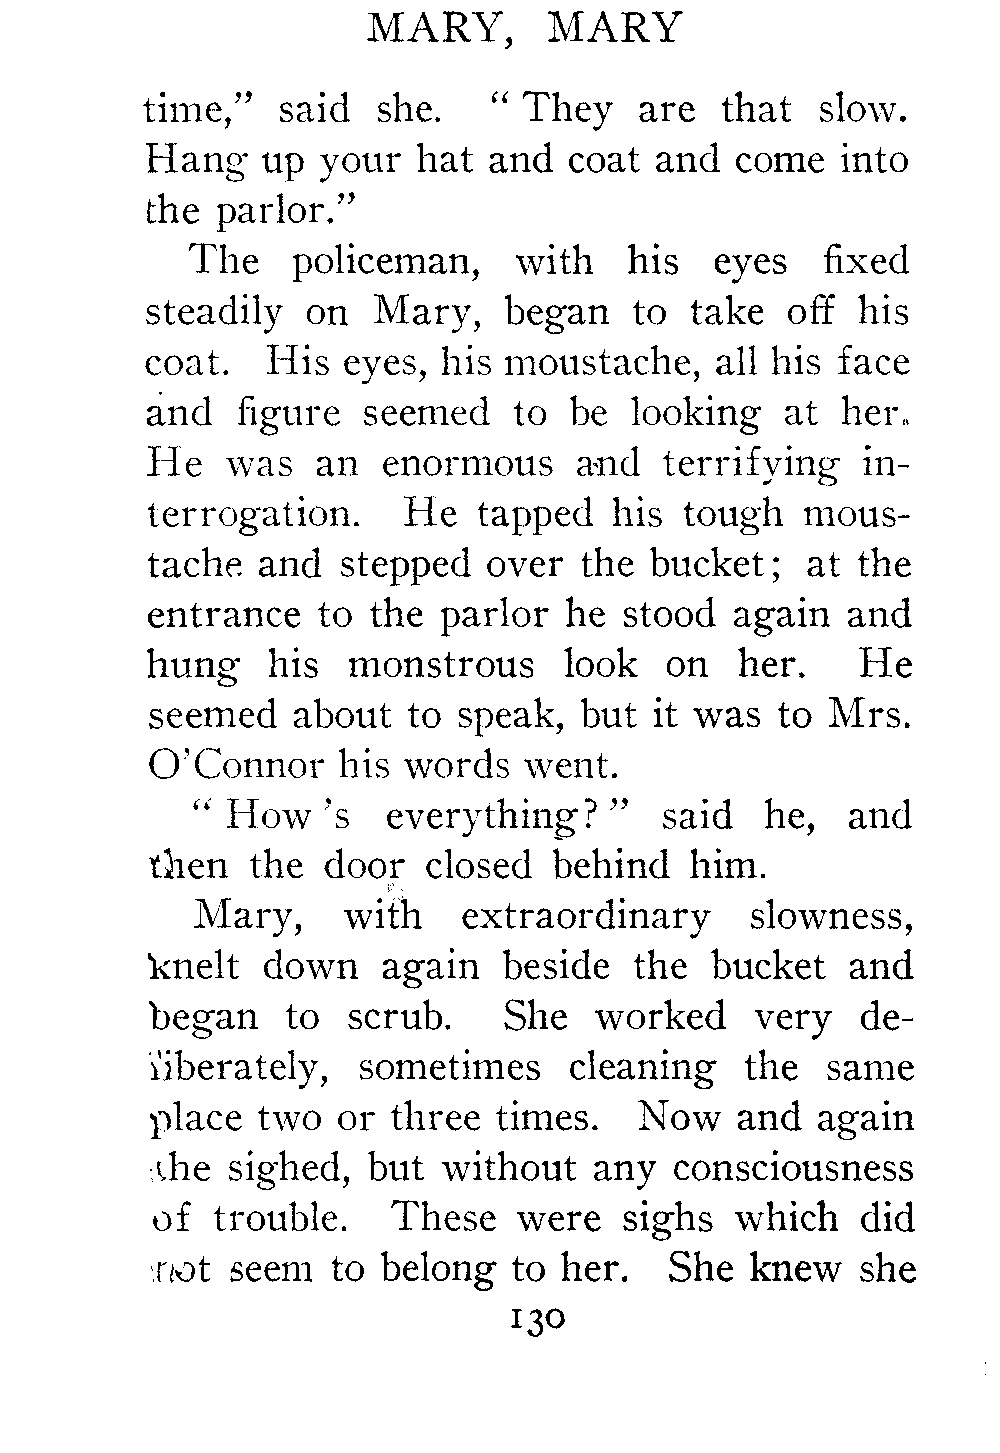 MARY, MARY
time,” said she. “ They are that slow.
Hang up your hat and coat and come into
the parlor.”
The policeman, with his eyes fixed
steadily on Mary, began to take off his
coat. His eyes, his moustache, all his face
and figure seemed to be looking at her.
He was an enormous and terrifying in-
terrogation. He tapped his tough mous-
tache and stepped over the bucket; at the
entrance to the parlor he stood again and
hung his monstrous look on her. He
seemed about to speak, but it was to Mrs.
O’Connor his words went.
“ How ’s everything? ” said he, and
then the door closed behind him.
Mary, with extraordinary slowness,
knelt down again beside the bucket and
began to scrub. She worked very de-
liberately, sometimes cleaning the same
place two or three times. Now and again
she sighed, but without any consciousness
of trouble. These were sighs which did
not seem to belong to her. She knew she
130